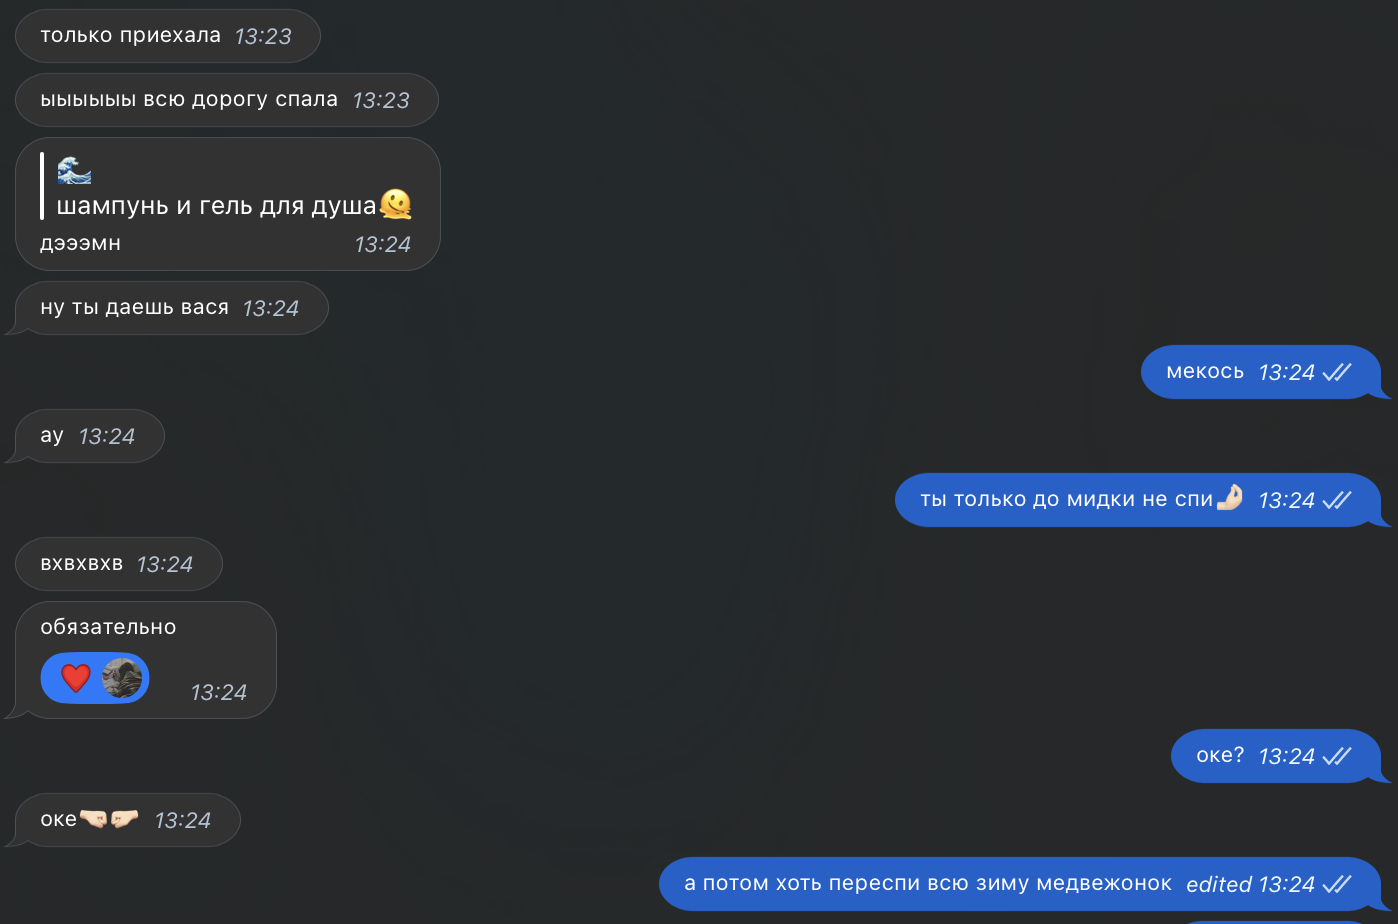 только приехала 13:23
ыыыыыы всю дорогу спала 13:23
🌊
шампунь и гель для душа🫠
дэээмн 13:24
ну ты даешь вася 13:24
мекось 13:24
ау 13:24
ты только до мидки не спи🤌🏻 13:24
вхвхвхв 13:24
обязательно
❤️ 13:24
оке? 13:24
оке🤜🏻🤛🏻 13:24
а потом хоть переспи всю зиму медвежонок edited 13:24